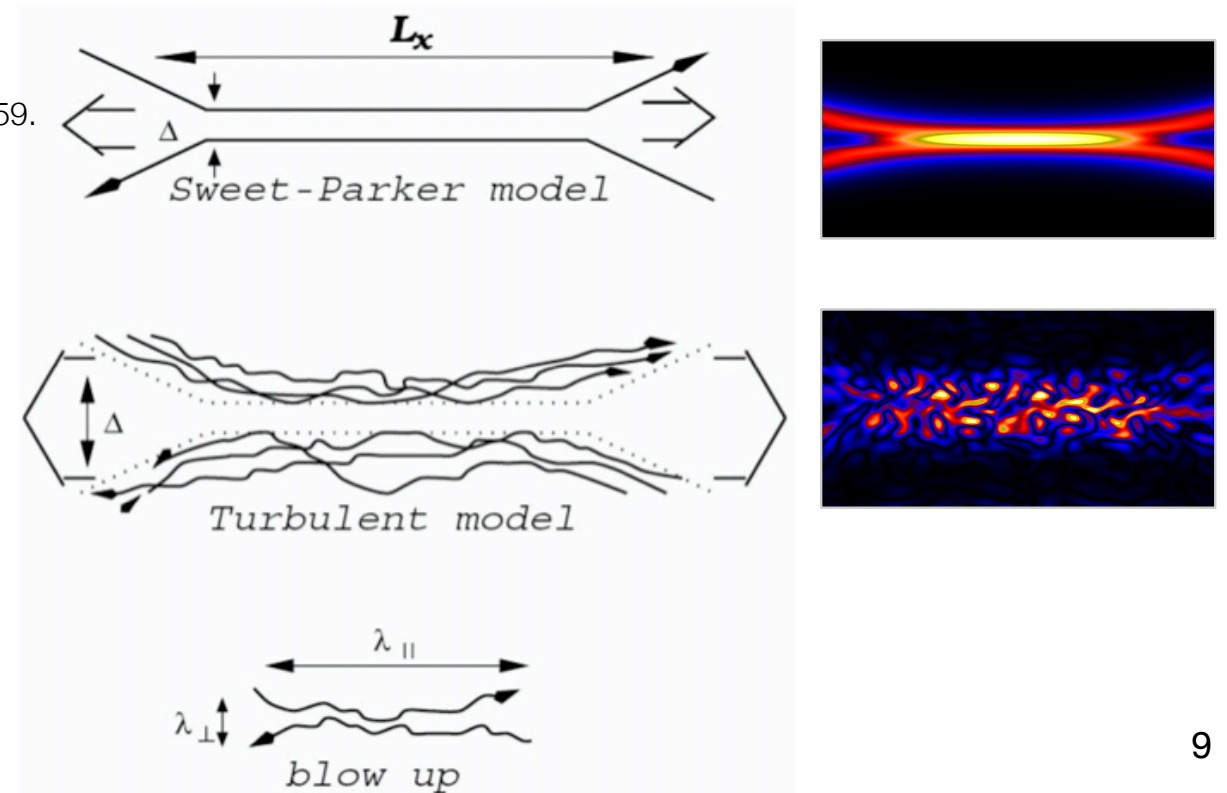 L_x
59.
Δ
Sweet-Parker model
Δ
Turbulent model
λ_||
λ_⊥
blow up
9